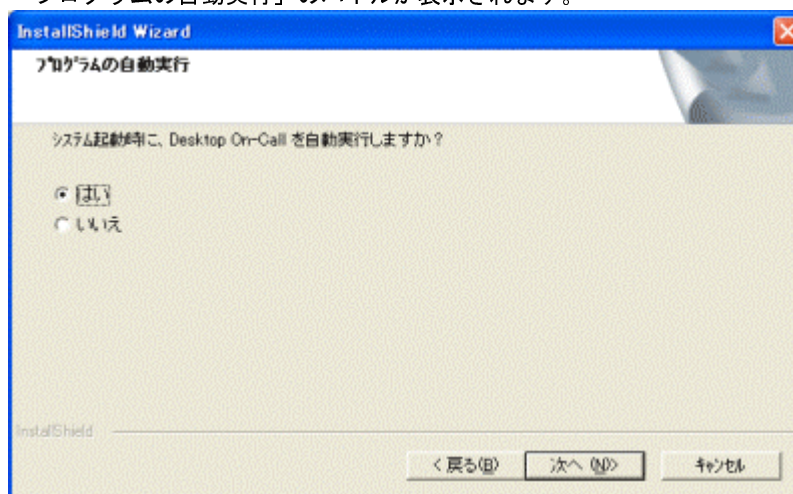 「プログラムの自動実行」のパネルが表示されます。
InstallShield Wizard
ﾌﾟﾛｸﾞﾗﾑの自動実行
ｼｽﾃﾑ起動時に、Desktop On-Call を自動実行しますか？
はい
いいえ
InstallShield
< 戻る(B)
次へ (N)>
ｷｬﾝｾﾙ